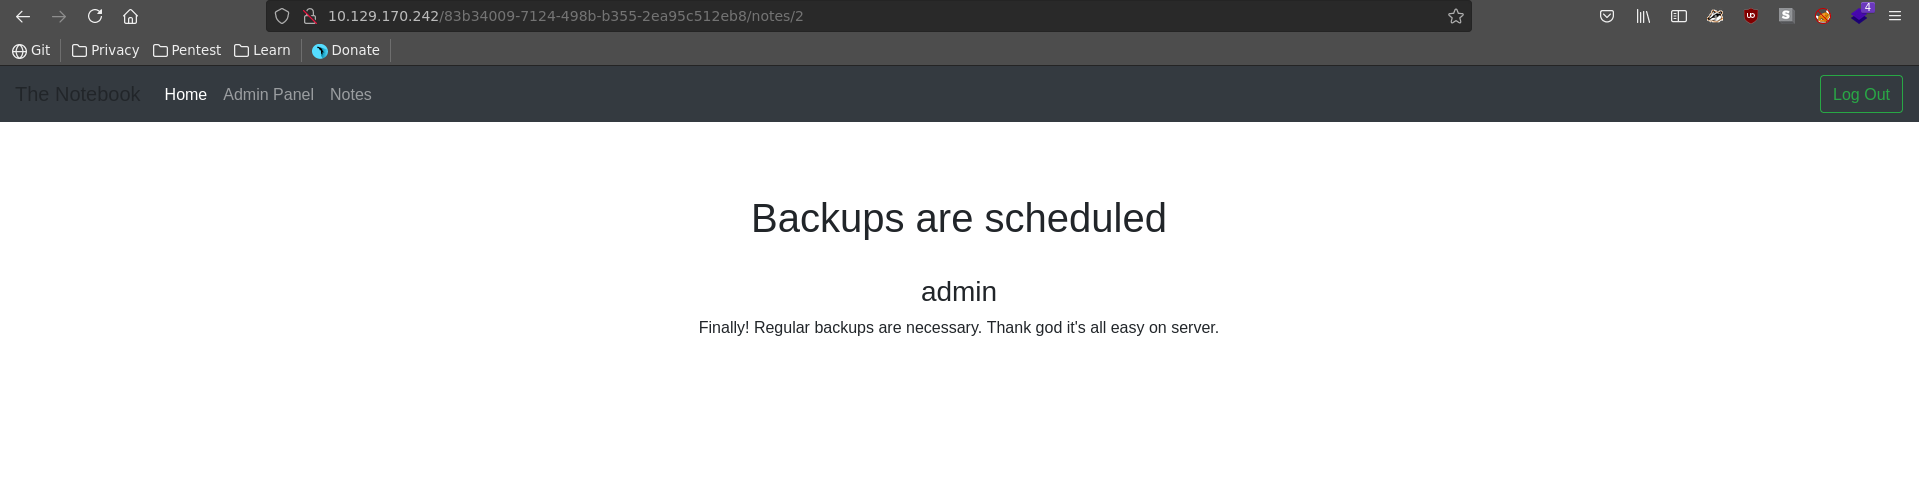 10.129.170.242/83b34009-7124-498b-b355-2ea95c512eb8/notes/2
4
Git Privacy Pentest Learn Donate
The Notebook Home Admin Panel Notes Log Out
Backups are scheduled
admin
Finally! Regular backups are necessary. Thank god it's all easy on server.